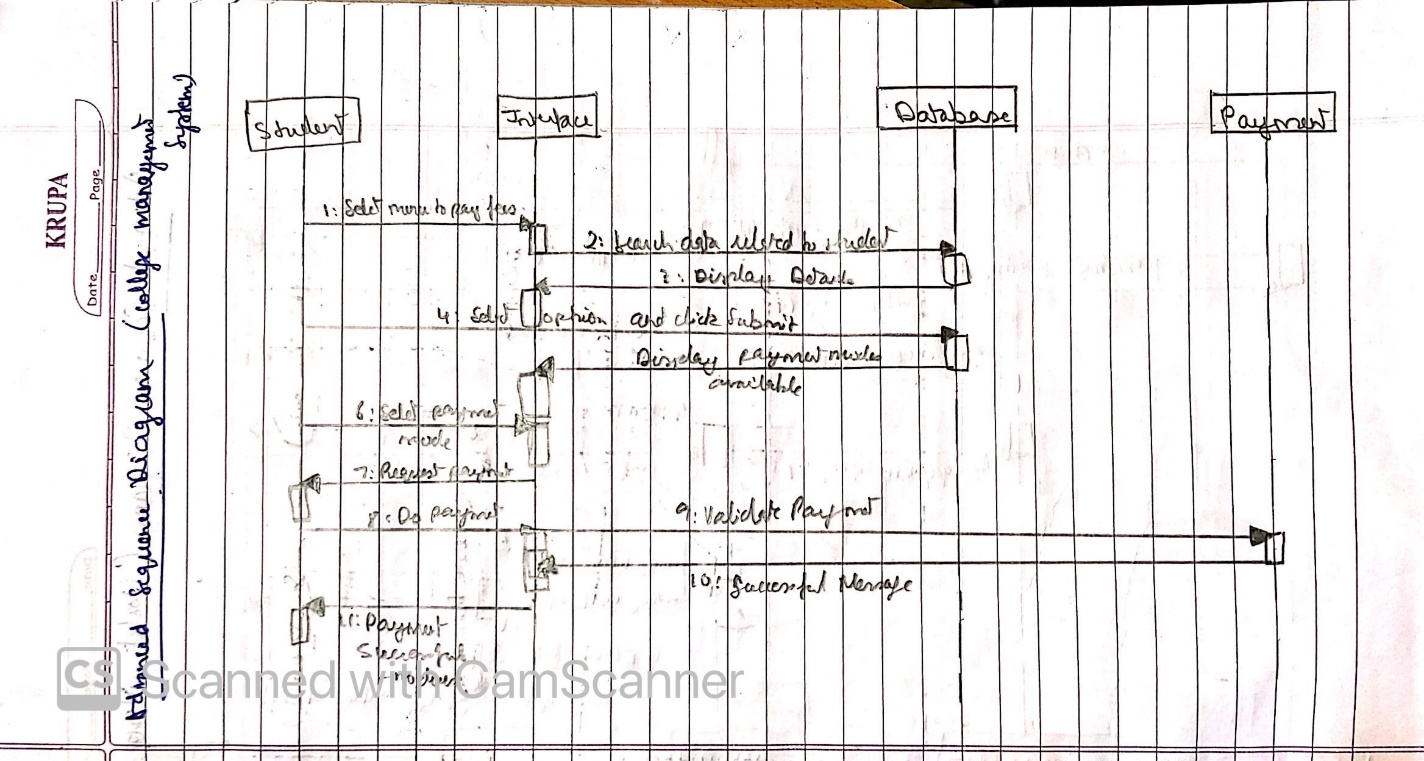 KRUPA
Date
Page
Advanced Sequence Diagram (College management
System)
Student
Interface
Database
Payment
1: Select menu to pay fees
2: Search data related to student
3: Display Details
4: Select option and click Submit
Display payment modes
available
6: Select payment
mode
7: Request payment
8: Do payment
9: Validate Payment
10: Successful Message
11: Payment
Successful
CS Scanned with CamScanner